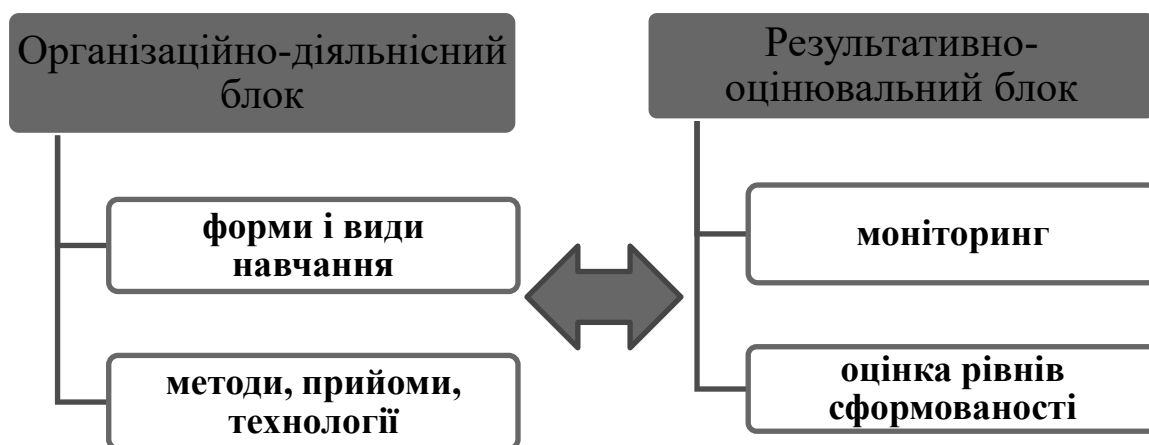 Організаційно-діяльнісний
блок
форми і види
навчання
методи, прийоми,
технології
Результативно-
оцінювальний блок
моніторинг
оцінка рівнів
сформованості